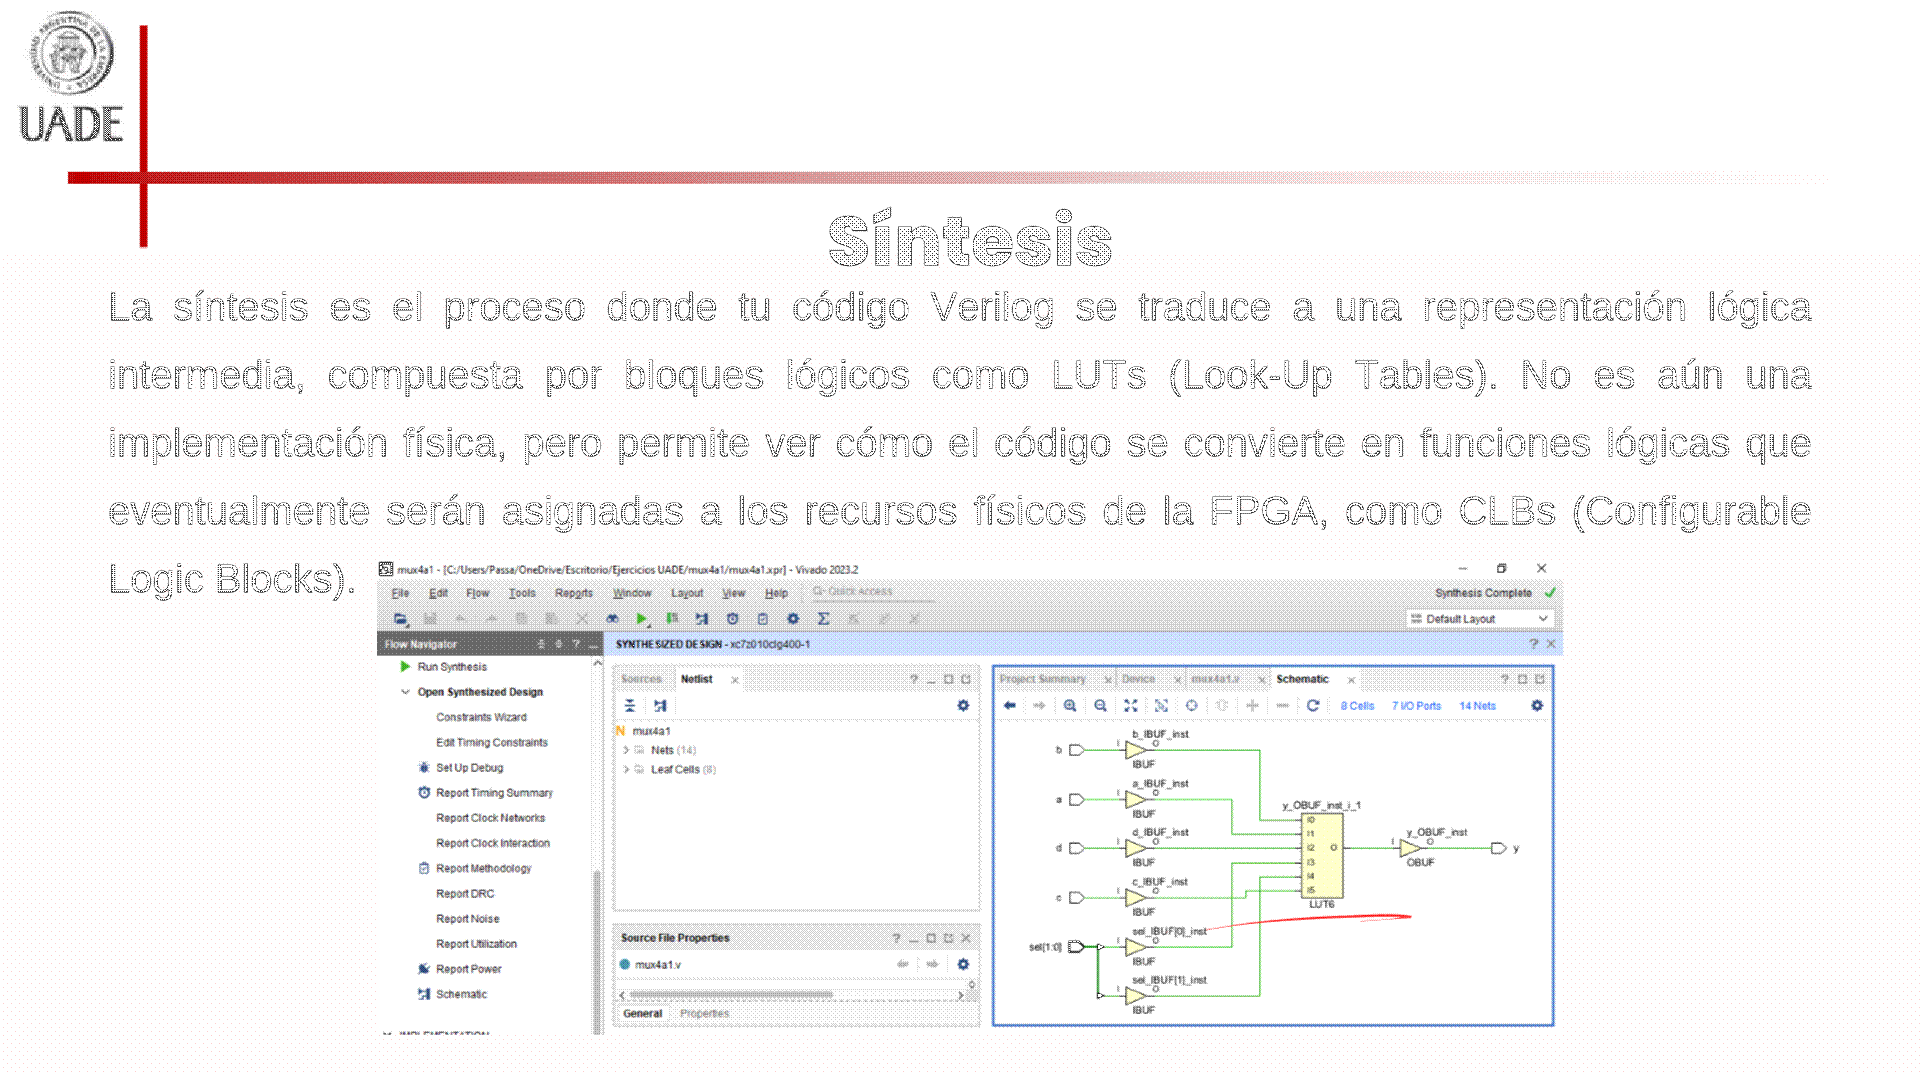 UADE
Síntesis
La síntesis es el proceso donde tu código Verilog se traduce a una representación lógica
intermedia, compuesta por bloques lógicos como LUTs (Look-Up Tables). No es aún una
implementación física, pero permite ver cómo el código se convierte en funciones lógicas que
eventualmente serán asignadas a los recursos físicos de la FPGA, como CLBs (Configurable
Logic Blocks).
mux4a1 - [C:/Users/Passa/OneDrive/Escritorio/Ejercicios UADE/mux4a1/mux4a1.xpr] - Vivado 2023.2
File Edit Flow Tools Reports Window Layout View Help Quick Access
Synthesis Complete
Default Layout
Flow Navigator
SYNTHESIZED DESIGN - xc7z010clg400-1
Run Synthesis
Open Synthesized Design
Constraints Wizard
Edit Timing Constraints
Set Up Debug
Report Timing Summary
Report Clock Networks
Report Clock Interaction
Report Methodology
Report DRC
Report Noise
Report Utilization
Report Power
Schematic
IMPLEMENTATION
Sources Netlist
mux4a1
Nets (14)
Leaf Cells (8)
Source File Properties
mux4a1.v
General Properties
Project Summary Device mux4a1.v Schematic
8 Cells 7 I/O Ports 14 Nets
b_IBUF_inst
b I O
IBUF
a_IBUF_inst
a I O
IBUF
d_IBUF_inst
d I O
IBUF
c_IBUF_inst
c I O
IBUF
sel_IBUF[0]_inst
sel[1:0] I O
IBUF
sel_IBUF[1]_inst
I O
IBUF
y_OBUF_inst_i_1
I0
I1
I2 O
I3
I4
I5
LUT6
y_OBUF_inst
I O y
OBUF